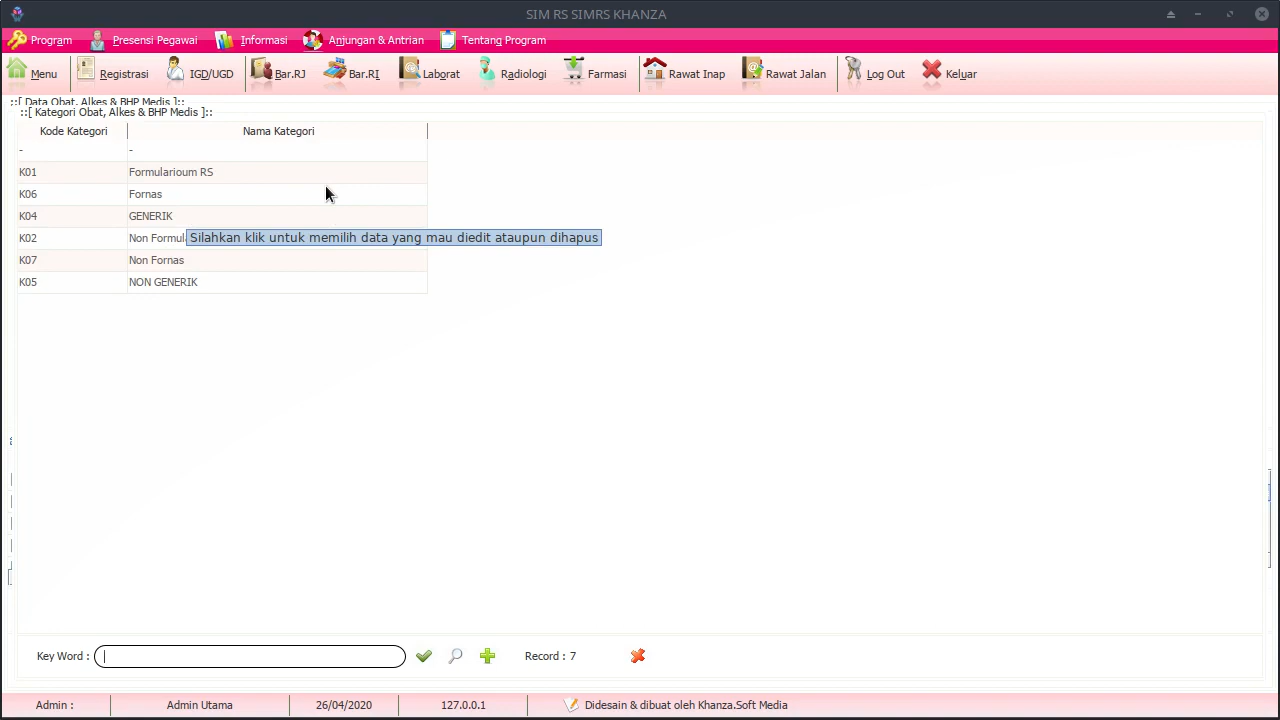 SIM RS SIMRS KHANZA
Program Presensi Pegawai Informasi Anjungan & Antrian Tentang Program
Menu Registrasi IGD/UGD Bar.RJ Bar.RI Laborat Radiologi Farmasi Rawat Inap Rawat Jalan Log Out Keluar
::[ Data Obat, Alkes & BHP Medis ]::
::[ Kategori Obat, Alkes & BHP Medis ]::
Kode Kategori Nama Kategori
- -
K01 Formularioum RS
K06 Fornas
K04 GENERIK
K02 Non Silahkan klik untuk memilih data yang mau diedit ataupun dihapus
K07 Non Fornas
K05 NON GENERIK
Key Word : Record : 7
Admin : Admin Utama 26/04/2020 127.0.0.1 Didesain & dibuat oleh Khanza.Soft Media